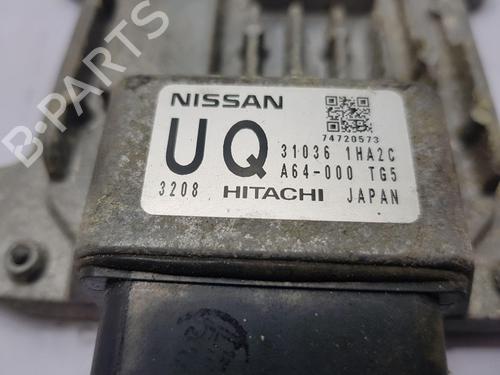 NISSAN
74720573
UQ
31036 1HA2C
A64-000 TG5
3208 HITACHI JAPAN
B-PARTS